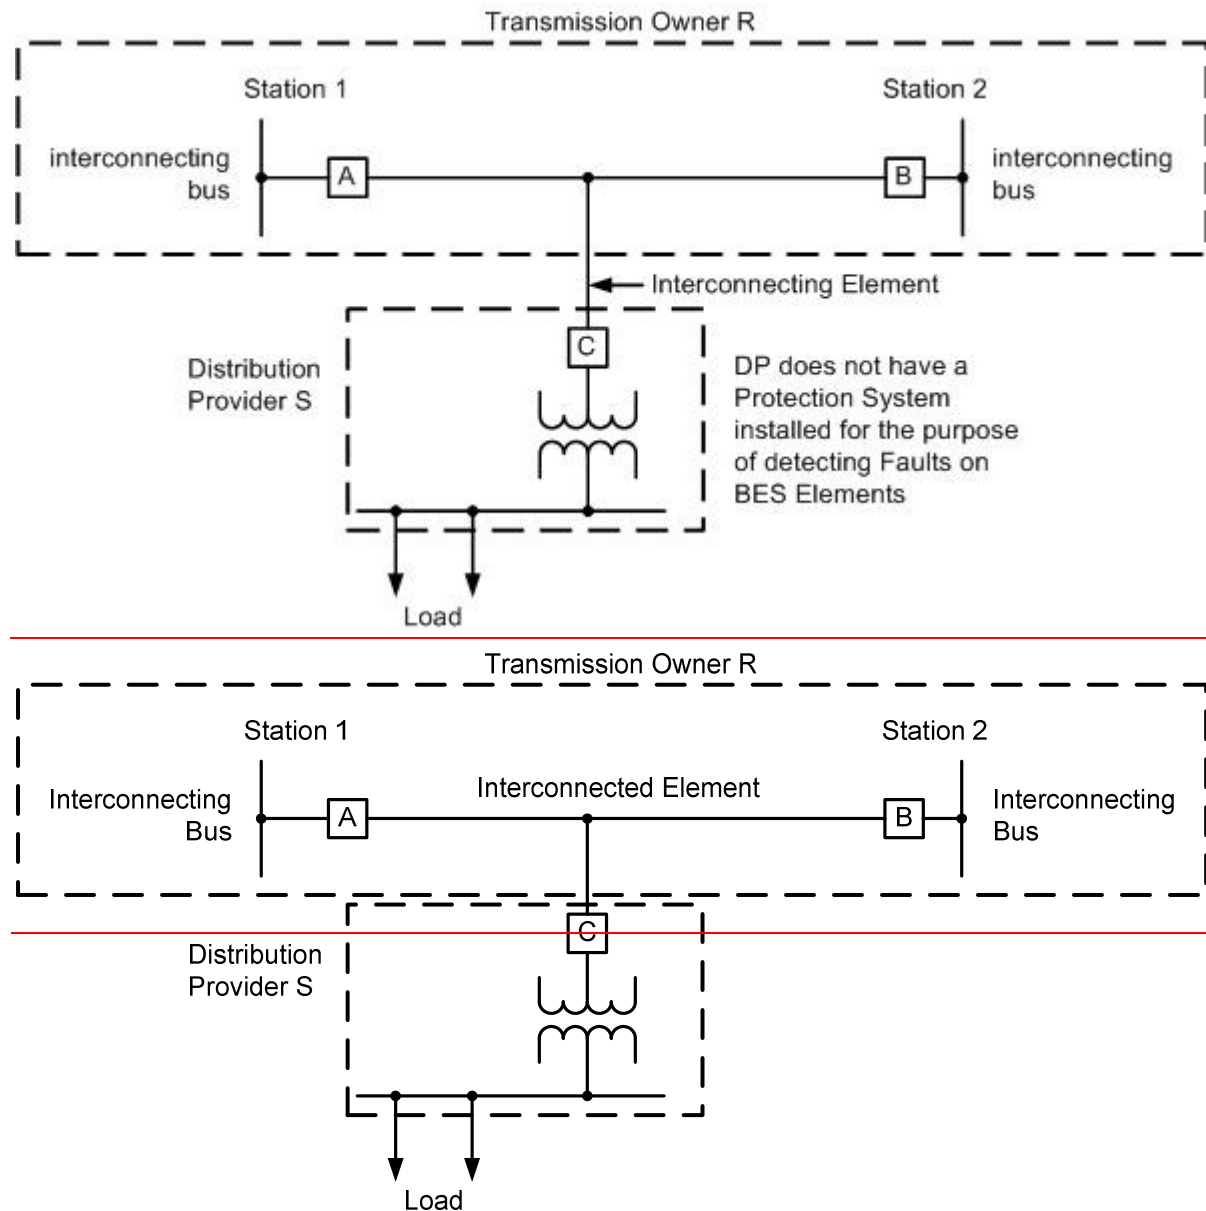 Transmission Owner R
Station 1
Station 2
interconnecting
bus
A
B
interconnecting
bus
Interconnecting Element
C
Distribution
Provider S
DP does not have a
Protection System
installed for the purpose
of detecting Faults on
BES Elements
Load
Transmission Owner R
Station 1
Station 2
Interconnecting
Bus
A
Interconnected Element
B
Interconnecting
Bus
C
Distribution
Provider S
Load